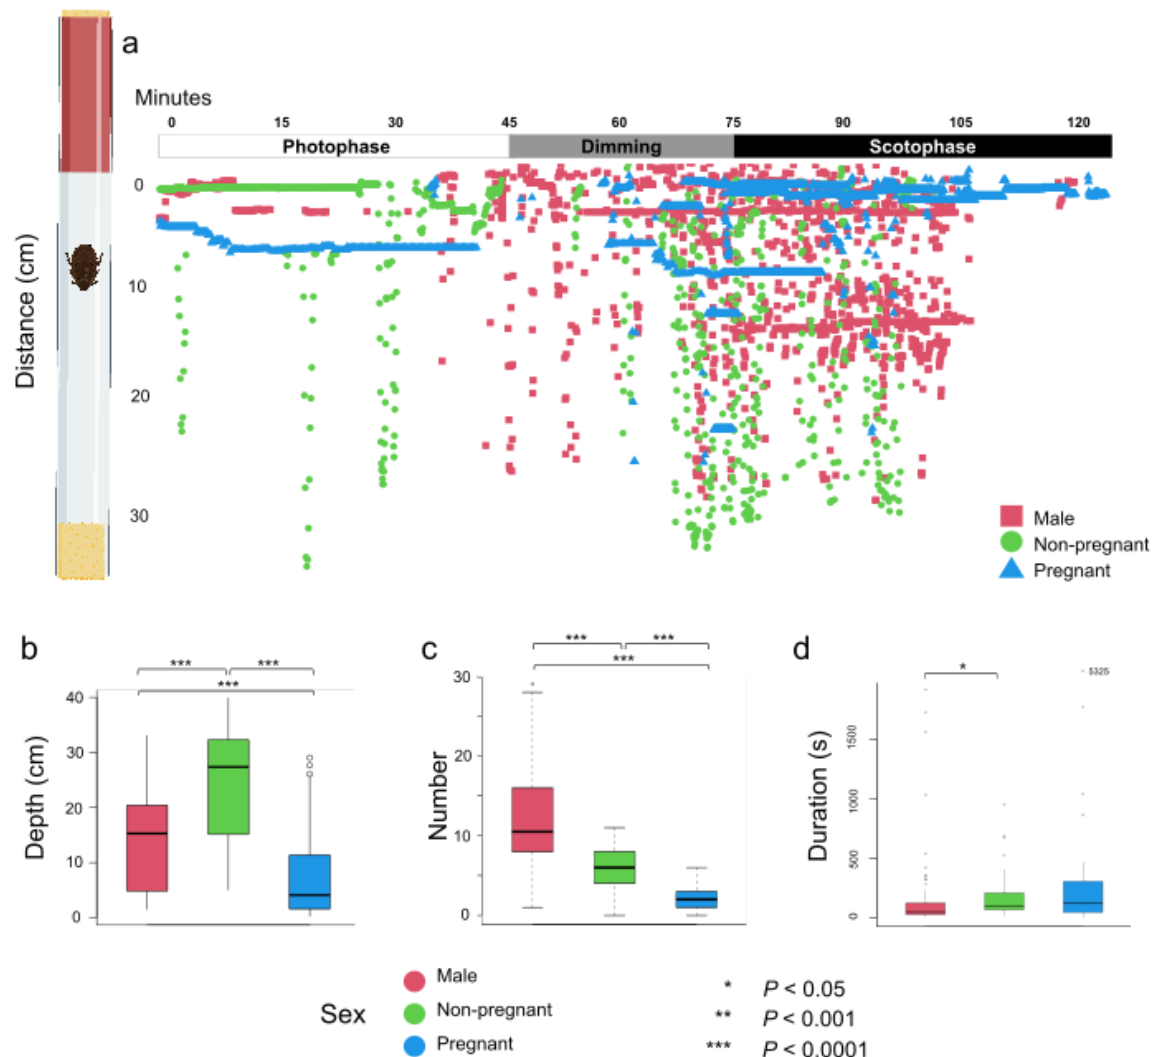 a
Minutes
0 15 30 45 60 75 90 105 120
Photophase Dimming Scotophase
Distance (cm)
0
10
20
30
Male
Non-pregnant
Pregnant
b
*** ***
***
Depth (cm)
40
30
20
10
0
c
*** ***
***
Number
30
20
10
0
d
*
5325
Duration (s)
1500
1000
500
0
Sex
Male
Non-pregnant
Pregnant
* P < 0.05
** P < 0.001
*** P < 0.0001